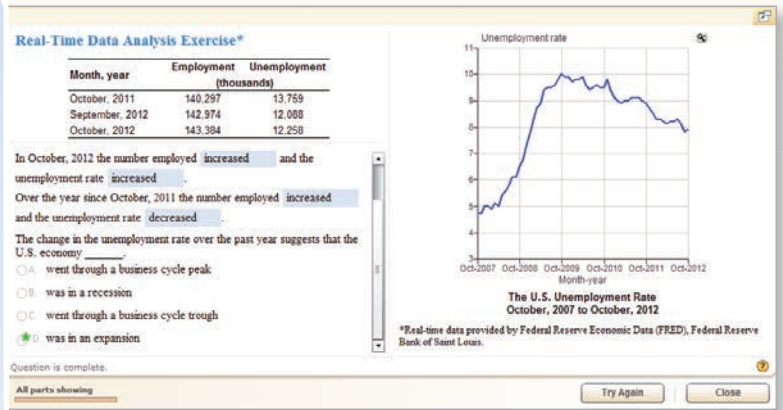 Real-Time Data Analysis Exercise*
Month, year Employment Unemployment
(thousands)
October, 2011 140,297 13,759
September, 2012 142,974 12,088
October, 2012 143,384 12,258
In October, 2012 the number employed increased and the
unemployment rate increased .
Over the year since October, 2011 the number employed increased
and the unemployment rate decreased .
The change in the unemployment rate over the past year suggests that the
U.S. economy ______.
A. went through a business cycle peak
B. was in a recession
C. went through a business cycle trough
D. was in an expansion
Unemployment rate
11
10
9
8
7
6
5
4
3
Oct-2007 Oct-2008 Oct-2009 Oct-2010 Oct-2011 Oct-2012
Month-year
The U.S. Unemployment Rate
October, 2007 to October, 2012
*Real-time data provided by Federal Reserve Economic Data (FRED), Federal Reserve
Bank of Saint Louis.
Question is complete.
?
All parts showing
Try Again
Close